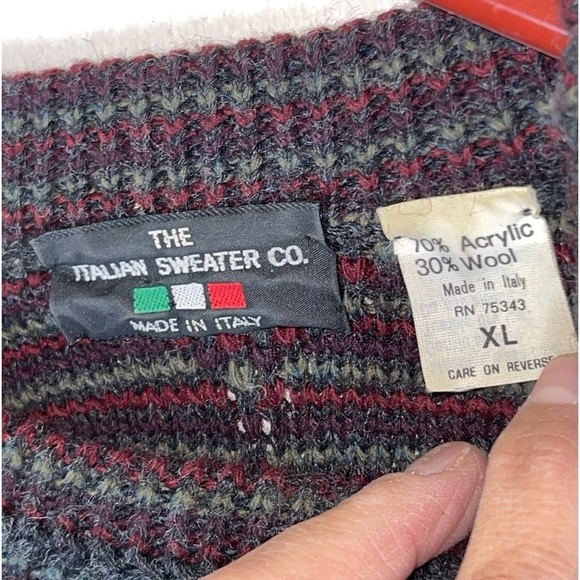 THE
ITALIAN SWEATER CO.
MADE IN ITALY
70% Acrylic
30% Wool
Made in Italy
RN 75343
XL
CARE ON REVERSE